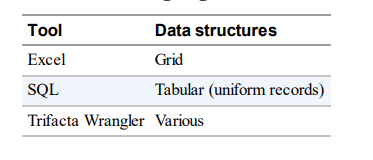 Tool Data structures
Excel Grid
SQL Tabular (uniform records)
Trifacta Wrangler Various